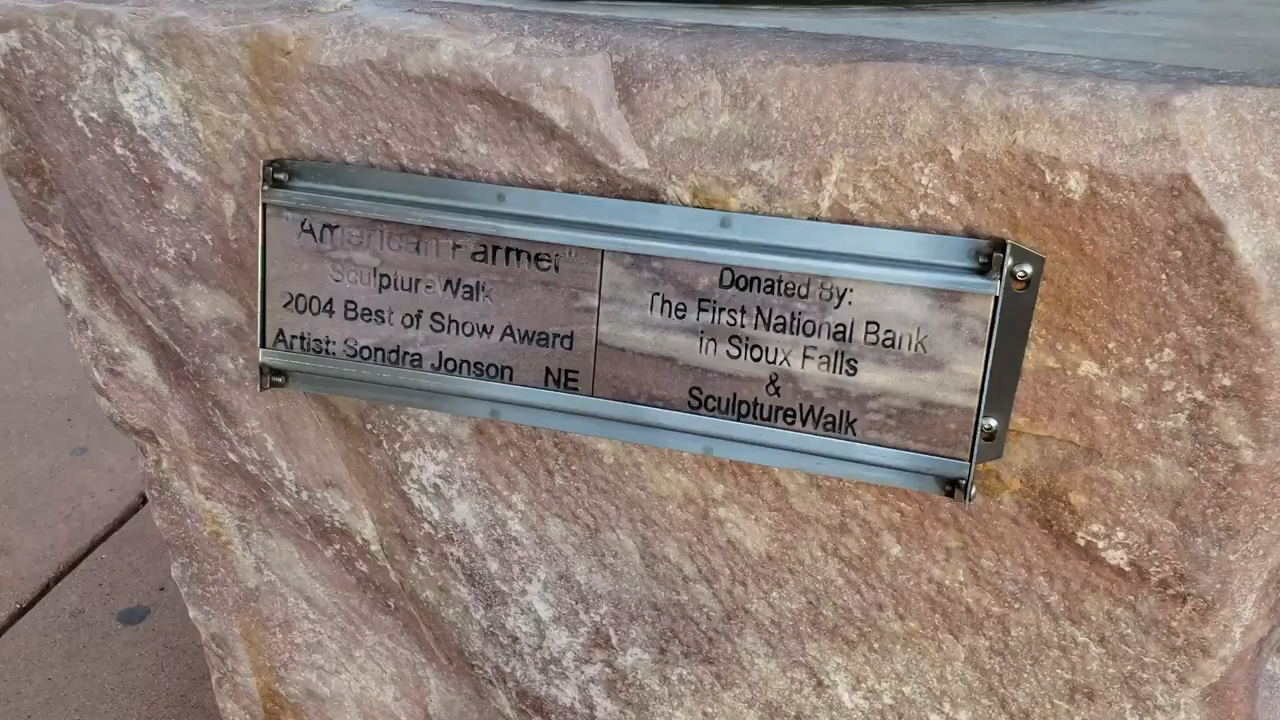 American Farmer"
SculptureWalk
2004 Best of Show Award
Artist: Sondra Jonson NE
Donated By:
The First National Bank
in Sioux Falls
&
SculptureWalk